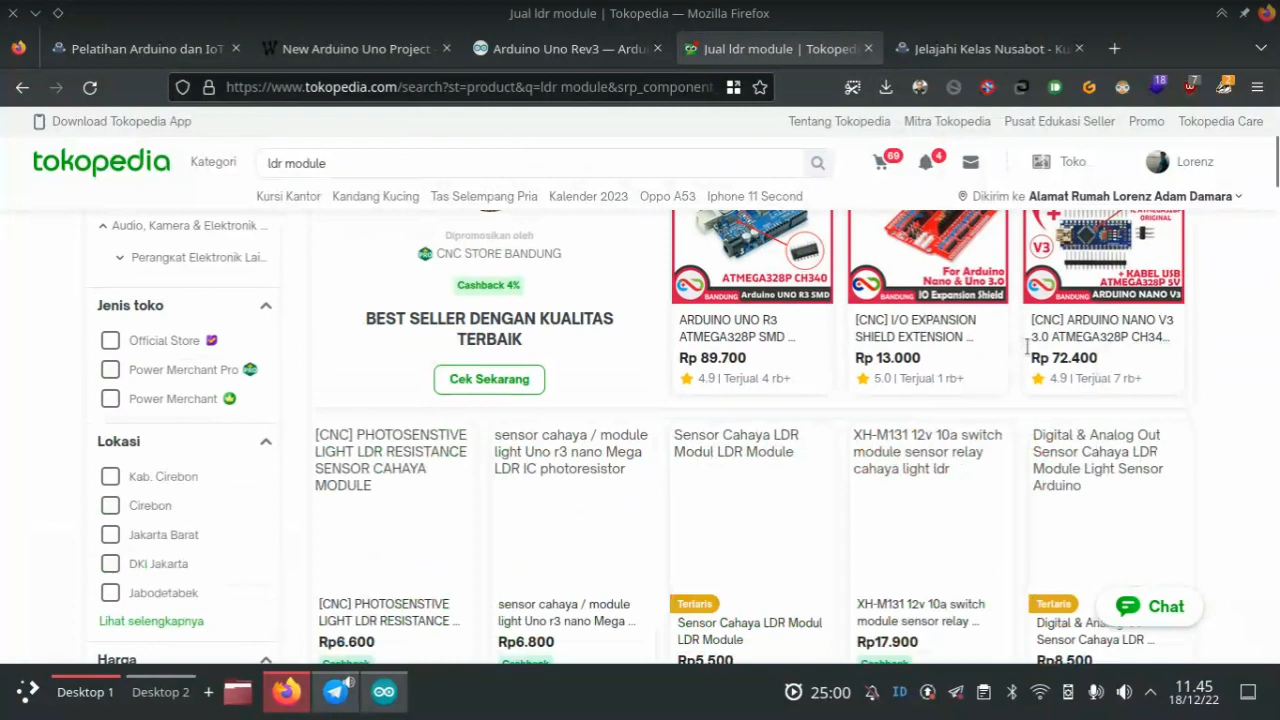 Jual ldr module | Tokopedia — Mozilla Firefox
Pelatihan Arduino dan IoT
New Arduino Uno Project -
Arduino Uno Rev3 — Ardu
Jual ldr module | Tokoped
Jelajahi Kelas Nusabot - Ku
https://www.tokopedia.com/search?st=product&q=ldr module&srp_component
18
7
2
Download Tokopedia App
Tentang Tokopedia
Mitra Tokopedia
Pusat Edukasi Seller
Promo
Tokopedia Care
tokopedia
Kategori
ldr module
69
4
Toko
Lorenz
Kursi Kantor
Kandang Kucing
Tas Selempang Pria
Kalender 2023
Oppo A53
Iphone 11 Second
Dikirim ke Alamat Rumah Lorenz Adam Damara
Audio, Kamera & Elektronik ...
Perangkat Elektronik Lai...
Jenis toko
Official Store
Power Merchant Pro
PRO
Power Merchant
Lokasi
Kab. Cirebon
Cirebon
Jakarta Barat
DKI Jakarta
Jabodetabek
Lihat selengkapnya
Harga
Dipromosikan oleh
PRO
CNC STORE BANDUNG
Cashback 4%
BEST SELLER DENGAN KUALITAS
TERBAIK
Cek Sekarang
ATMEGA328P CH340
BANDUNG
Arduino UNO R3 SMD
ARDUINO UNO R3
ATMEGA328P SMD ...
Rp 89.700
4.9 | Terjual 4 rb+
For Arduino
Nano & Uno 3.0
BANDUNG
IO Expansion Shield
[CNC] I/O EXPANSION
SHIELD EXTENSION ...
Rp 13.000
5.0 | Terjual 1 rb+
ORIGINAL
V3
+ KABEL USB
ATMEGA328P 5V
BANDUNG
ARDUINO NANO V3
[CNC] ARDUINO NANO V3
3.0 ATMEGA328P CH34...
Rp 72.400
4.9 | Terjual 7 rb+
[CNC] PHOTOSENSTIVE
LIGHT LDR RESISTANCE
SENSOR CAHAYA
MODULE
[CNC] PHOTOSENSTIVE
LIGHT LDR RESISTANCE ...
Rp6.600
Cashback
sensor cahaya / module
light Uno r3 nano Mega
LDR IC photoresistor
sensor cahaya / module
light Uno r3 nano Mega ...
Rp6.800
Sensor Cahaya LDR
Modul LDR Module
Terlaris
Sensor Cahaya LDR Modul
LDR Module
Rp5.500
XH-M131 12v 10a switch
module sensor relay
cahaya light ldr
XH-M131 12v 10a switch
module sensor relay ...
Rp17.900
Cashback
Digital & Analog Out
Sensor Cahaya LDR
Module Light Sensor
Arduino
Terlaris
Digital & Analog
Sensor Cahaya LDR ...
Rp8.500
Chat
Desktop 1
Desktop 2
25:00
ID
11.45
18/12/22